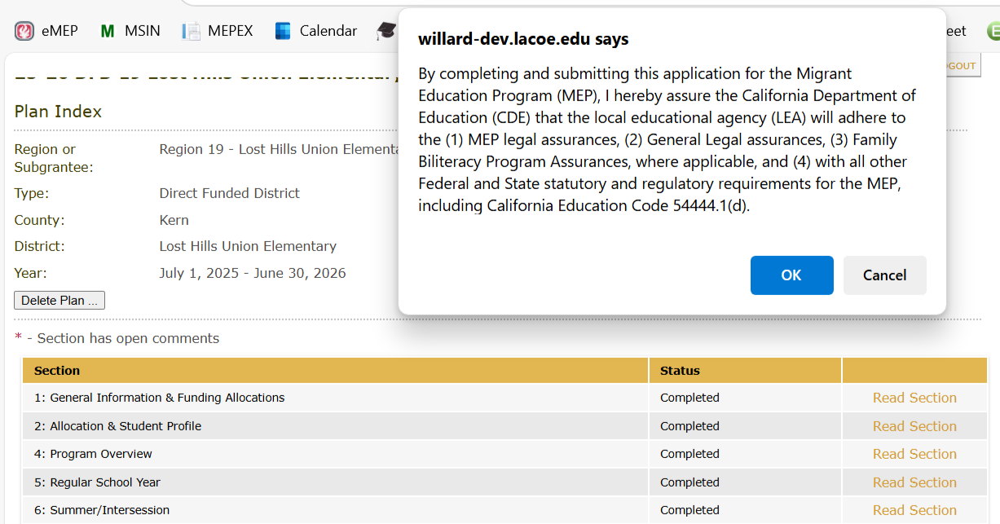 eMEP
MSIN
MEPEX
Calendar
eet
willard-dev.lacoe.edu says
By completing and submitting this application for the Migrant
Education Program (MEP), I hereby assure the California Department of
Education (CDE) that the local educational agency (LEA) will adhere to
the (1) MEP legal assurances, (2) General Legal assurances, (3) Family
Biliteracy Program Assurances, where applicable, and (4) with all other
Federal and State statutory and regulatory requirements for the MEP,
including California Education Code 54444.1(d).
OK
Cancel
GOUT
Plan Index
Region or
Subgrantee:
Region 19 - Lost Hills Union Elementa
Type:
Direct Funded District
County:
Kern
District:
Lost Hills Union Elementary
Year:
July 1, 2025 - June 30, 2026
Delete Plan ...
* - Section has open comments
Section Status
1: General Information & Funding Allocations Completed Read Section
2: Allocation & Student Profile Completed Read Section
4: Program Overview Completed Read Section
5: Regular School Year Completed Read Section
6: Summer/Intersession Completed Read Section